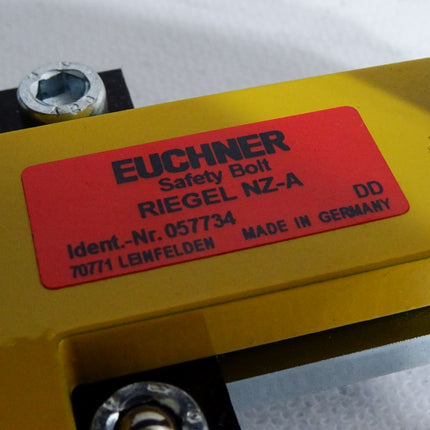 EUCHNER
Safety Bolt
RIEGEL NZ-A
Ident.-Nr. 057734 DD
70771 LEINFELDEN MADE IN GERMANY